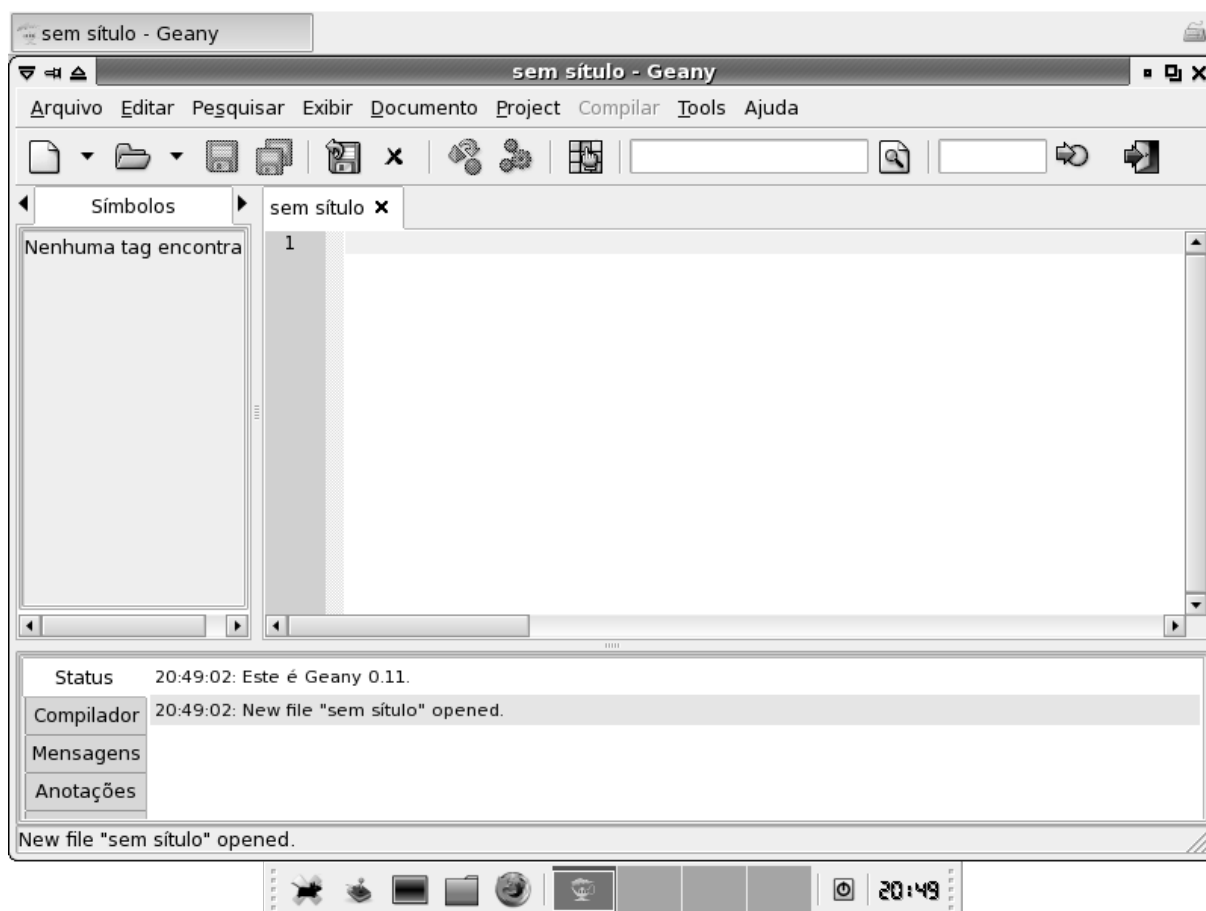 sem sítulo - Geany
sem sítulo - Geany
Arquivo Editar Pesquisar Exibir Documento Project Compilar Tools Ajuda
Símbolos
sem sítulo
Nenhuma tag encontra
1
Status
20:49:02: Este é Geany 0.11.
Compilador
20:49:02: New file "sem sítulo" opened.
Mensagens
Anotações
New file "sem sítulo" opened.
20:49